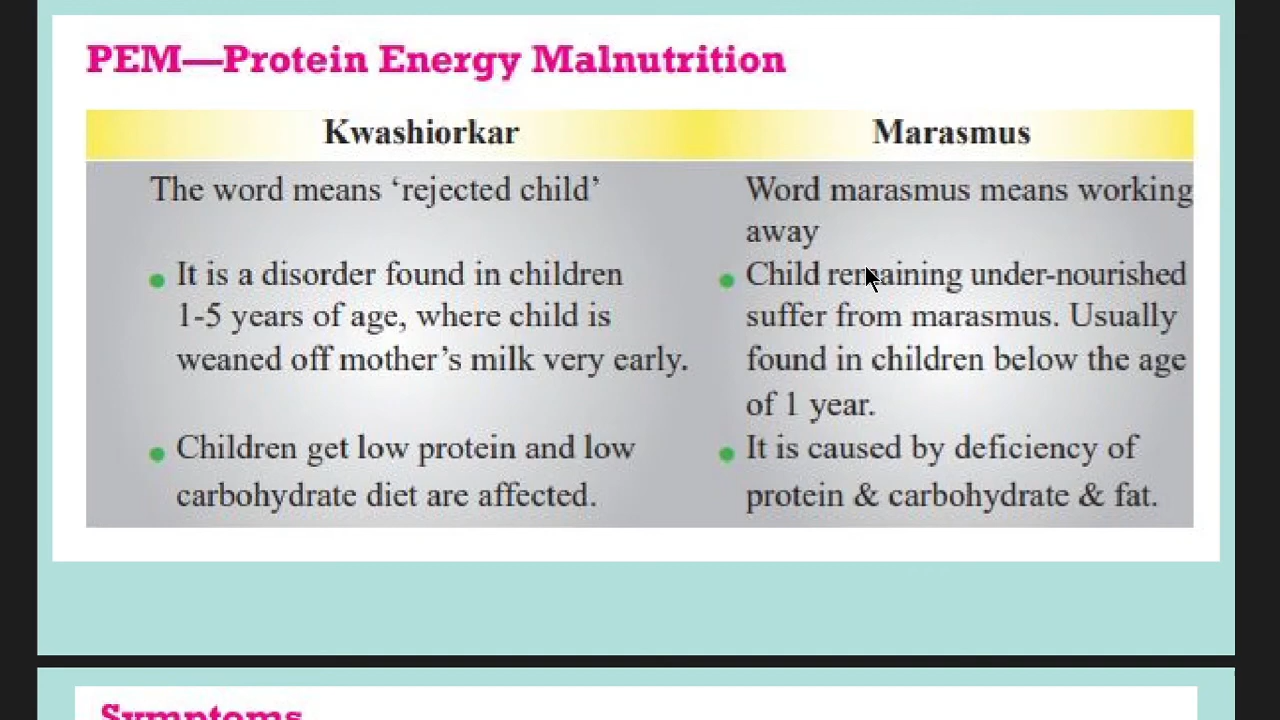 PEM—Protein Energy Malnutrition
Kwashiorkar
Marasmus
The word means ‘rejected child’
It is a disorder found in children
1-5 years of age, where child is
weaned off mother’s milk very early.
Children get low protein and low
carbohydrate diet are affected.
Word marasmus means working
away
Child remaining under-nourished
suffer from marasmus. Usually
found in children below the age
of 1 year.
It is caused by deficiency of
protein & carbohydrate & fat.
Symptoms